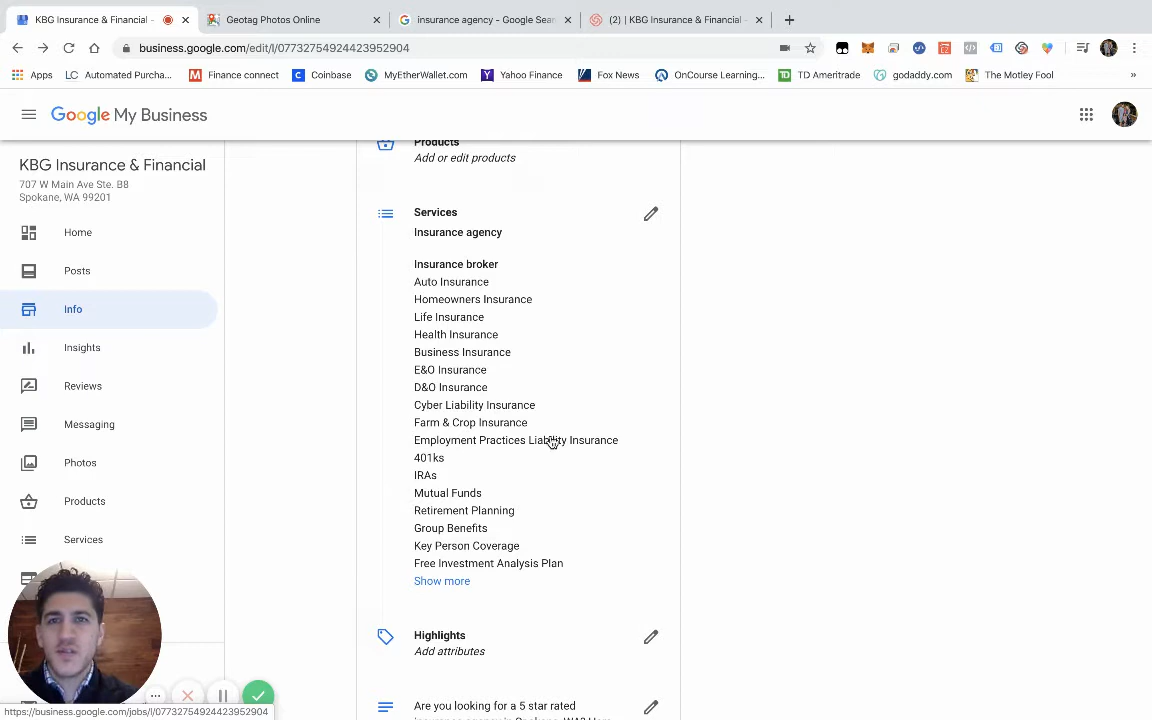 KBG Insurance & Financial -
Geotag Photos Online
insurance agency - Google Sear
(2) | KBG Insurance & Financial -
business.google.com/edit/l/07732754924423952904
Apps
Automated Purcha...
Finance connect
Coinbase
MyEtherWallet.com
Yahoo Finance
Fox News
OnCourse Learning...
TD Ameritrade
godaddy.com
The Motley Fool
»
Google My Business
KBG Insurance & Financial
707 W Main Ave Ste. B8
Spokane, WA 99201
Home
Posts
Info
Insights
Reviews
Messaging
Photos
Products
Services
Products
Add or edit products
Services
Insurance agency
Insurance broker
Auto Insurance
Homeowners Insurance
Life Insurance
Health Insurance
Business Insurance
E&O Insurance
D&O Insurance
Cyber Liability Insurance
Farm & Crop Insurance
Employment Practices Liability Insurance
401ks
IRAs
Mutual Funds
Retirement Planning
Group Benefits
Key Person Coverage
Free Investment Analysis Plan
Show more
Highlights
Add attributes
Are you looking for a 5 star rated
insurance agency in Spokane, WA? Here
https://business.google.com/jobs/l/07732754924423952904